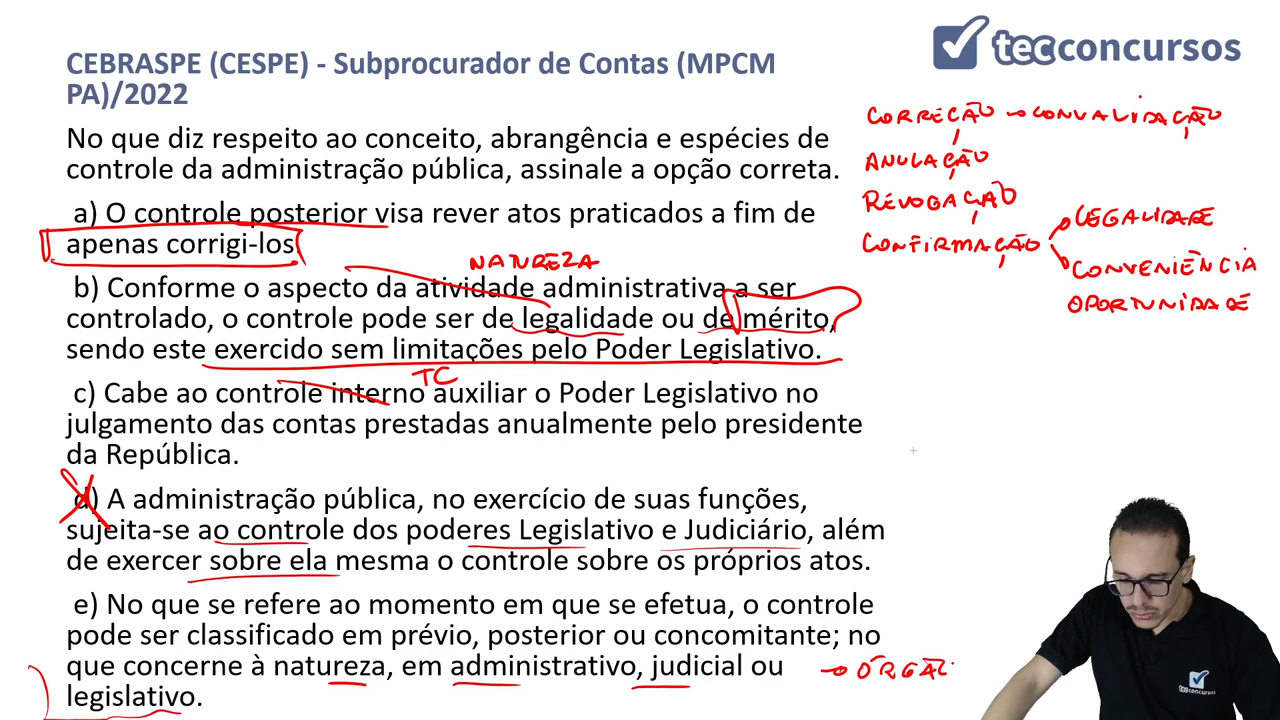 CEBRASPE (CESPE) - Subprocurador de Contas (MPCM
PA)/2022
tecconcursos
No que diz respeito ao conceito, abrangência e espécies de
controle da administração pública, assinale a opção correta.
a) O controle posterior visa rever atos praticados a fim de
apenas corrigi-los.
NATUREZA
b) Conforme o aspecto da atividade administrativa a ser
controlado, o controle pode ser de legalidade ou de mérito,
sendo este exercido sem limitações pelo Poder Legislativo.
TC
c) Cabe ao controle interno auxiliar o Poder Legislativo no
julgamento das contas prestadas anualmente pelo presidente
da República.
d) A administração pública, no exercício de suas funções,
sujeita-se ao controle dos poderes Legislativo e Judiciário, além
de exercer sobre ela mesma o controle sobre os próprios atos.
e) No que se refere ao momento em que se efetua, o controle
pode ser classificado em prévio, posterior ou concomitante; no
que concerne à natureza, em administrativo, judicial ou
legislativo.
CORREÇÃO → CONVALIDAÇÃO
ANULAÇÃO
REVOGAÇÃO
CONFIRMAÇÃO
LEGALIDADE
CONVENIÊNCIA
OPORTUNIDADE
→ ÓRGÃ
tecconcursos